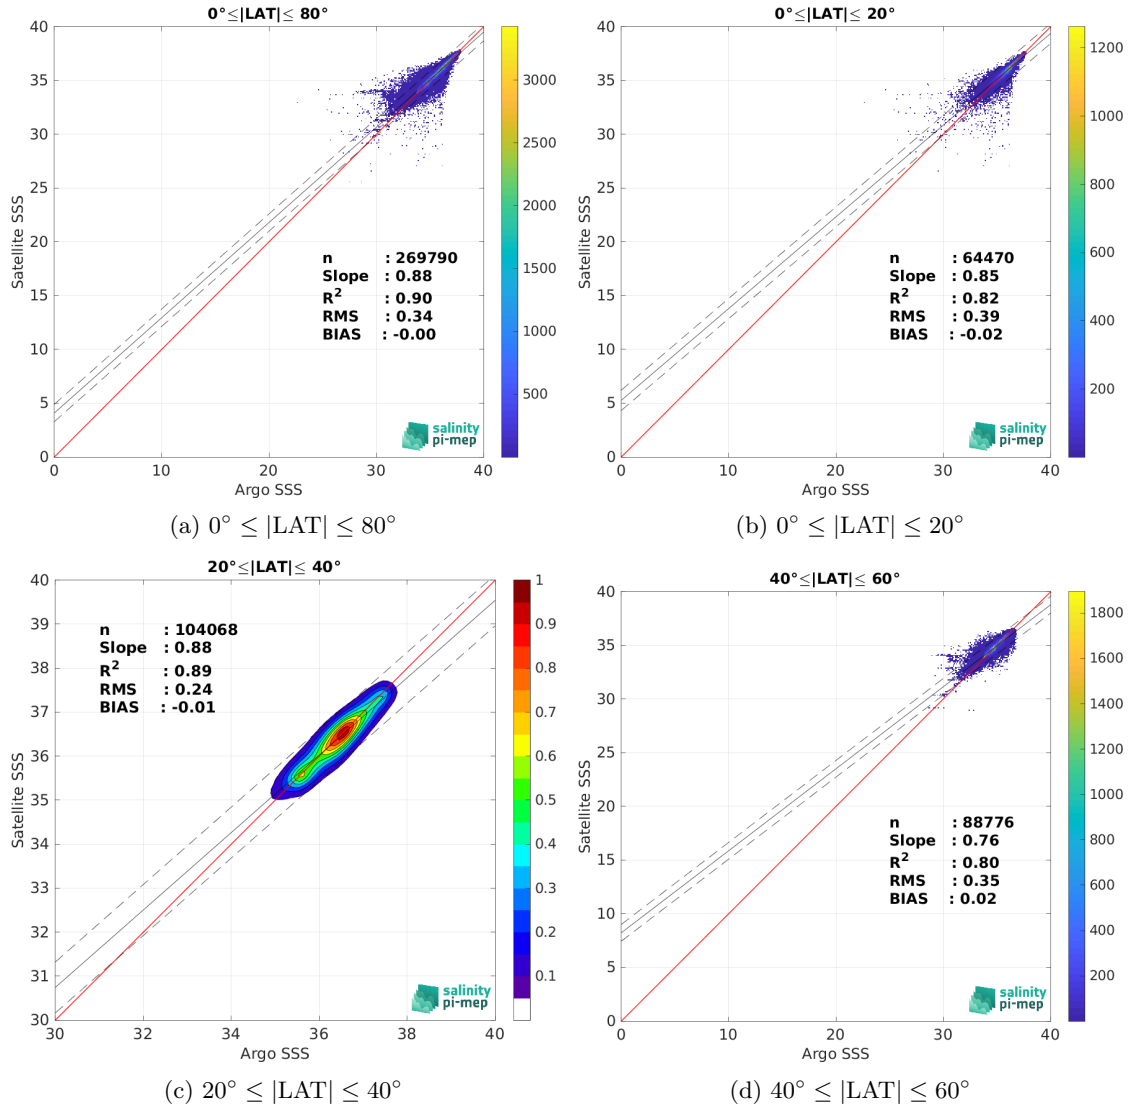 0°≤|LAT|≤ 80°
Satellite SSS
40
35
30
25
20
15
10
5
0
n : 269790
Slope : 0.88
R² : 0.90
RMS : 0.34
BIAS : -0.00
salinity
pi-mep
0 10 20 30 40
Argo SSS
3000
2500
2000
1500
1000
500
(a) 0° ≤ |LAT| ≤ 80°
0°≤|LAT|≤ 20°
Satellite SSS
40
35
30
25
20
15
10
5
0
n : 64470
Slope : 0.85
R² : 0.82
RMS : 0.39
BIAS : -0.02
salinity
pi-mep
0 10 20 30 40
Argo SSS
1200
1000
800
600
400
200
(b) 0° ≤ |LAT| ≤ 20°
20°≤|LAT|≤ 40°
Satellite SSS
40
39
38
37
36
35
34
33
32
31
30
n : 104068
Slope : 0.88
R² : 0.89
RMS : 0.24
BIAS : -0.01
salinity
pi-mep
30 32 34 36 38 40
Argo SSS
1
0.9
0.8
0.7
0.6
0.5
0.4
0.3
0.2
0.1
(c) 20° ≤ |LAT| ≤ 40°
40°≤|LAT|≤ 60°
Satellite SSS
40
35
30
25
20
15
10
5
0
n : 88776
Slope : 0.76
R² : 0.80
RMS : 0.35
BIAS : 0.02
salinity
pi-mep
0 10 20 30 40
Argo SSS
1800
1600
1400
1200
1000
800
600
400
200
(d) 40° ≤ |LAT| ≤ 60°